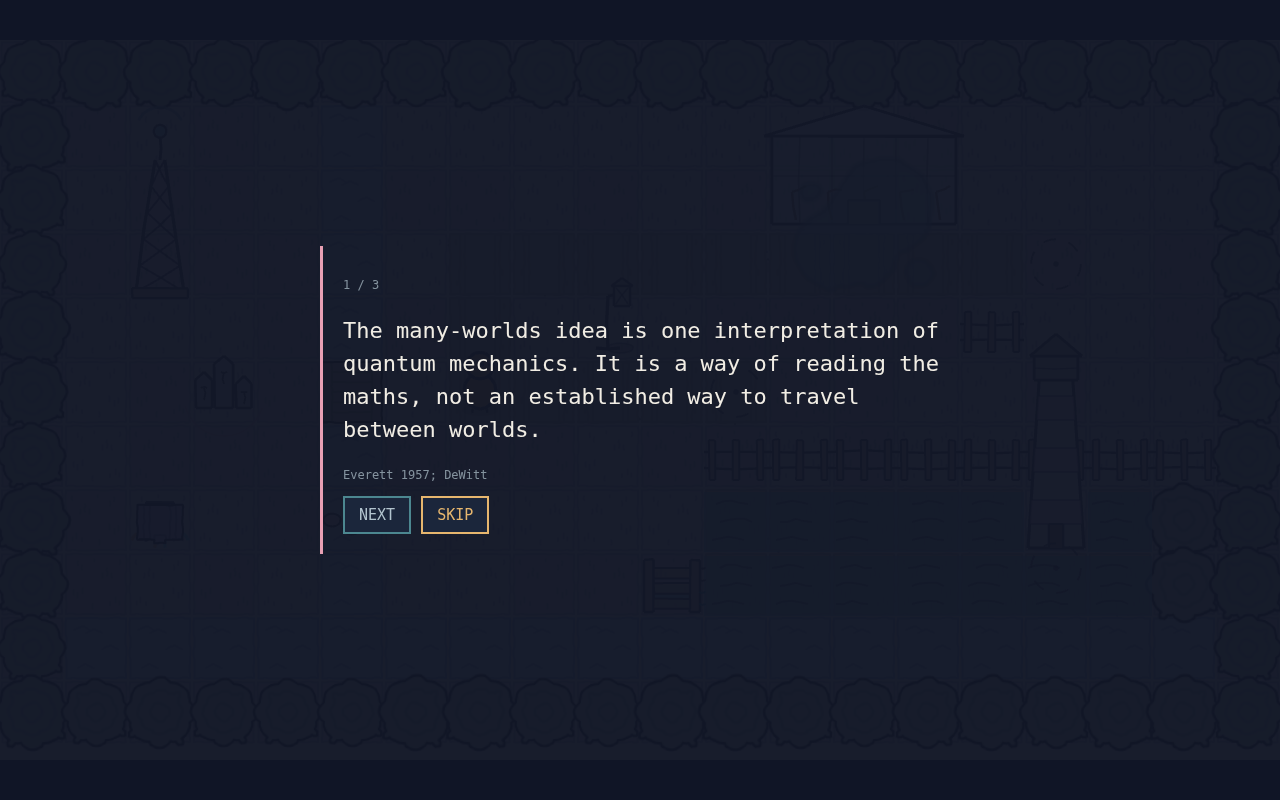 1 / 3
The many-worlds idea is one interpretation of
quantum mechanics. It is a way of reading the
maths, not an established way to travel
between worlds.
Everett 1957; DeWitt
NEXT SKIP